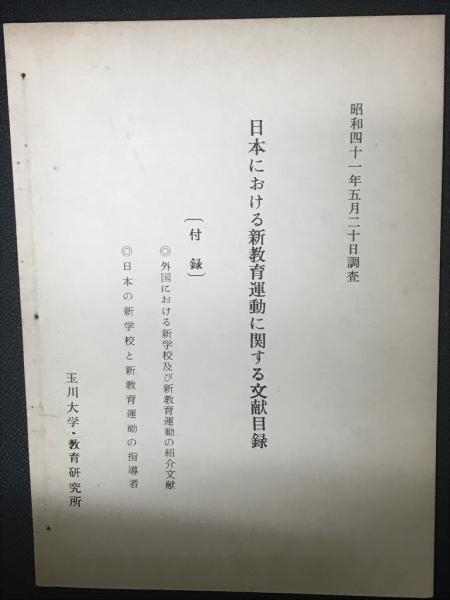 昭和四十一年五月二十日調査
日本における新教育運動に関する文献目録
〔付録〕
◎外国における新学校及び新教育運動の紹介文献
◎日本の新学校と新教育運動の指導者
玉川大学・教育研究所